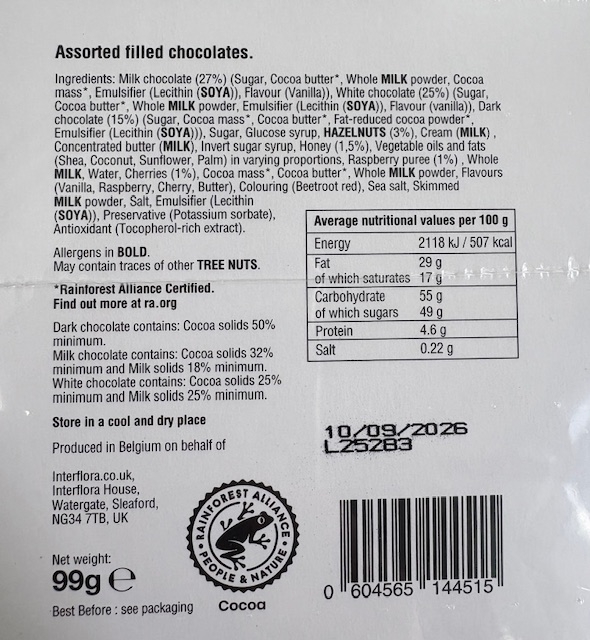 Assorted filled chocolates.
Ingredients: Milk chocolate (27%) (Sugar, Cocoa butter*, Whole MILK powder, Cocoa
mass*, Emulsifier (Lecithin (SOYA)), Flavour (Vanilla)), White chocolate (25%) (Sugar,
Cocoa butter*, Whole MILK powder, Emulsifier (Lecithin (SOYA)), Flavour (vanilla)), Dark
chocolate (15%) (Sugar, Cocoa mass*, Cocoa butter*, Fat-reduced cocoa powder*,
Emulsifier (Lecithin (SOYA))), Sugar, Glucose syrup, HAZELNUTS (3%), Cream (MILK) ,
Concentrated butter (MILK), Invert sugar syrup, Honey (1,5%), Vegetable oils and fats
(Shea, Coconut, Sunflower, Palm) in varying proportions, Raspberry puree (1%) , Whole
MILK, Water, Cherries (1%), Cocoa mass*, Cocoa butter*, Whole MILK powder, Flavours
(Vanilla, Raspberry, Cherry, Butter), Colouring (Beetroot red), Sea salt, Skimmed
MILK powder, Salt, Emulsifier (Lecithin
(SOYA)), Preservative (Potassium sorbate),
Antioxidant (Tocopherol-rich extract).
Allergens in BOLD.
May contain traces of other TREE NUTS.
*Rainforest Alliance Certified.
Find out more at ra.org
Dark chocolate contains: Cocoa solids 50%
minimum.
Milk chocolate contains: Cocoa solids 32%
minimum and Milk solids 18% minimum.
White chocolate contains: Cocoa solids 25%
minimum and Milk solids 25% minimum.
Store in a cool and dry place
Produced in Belgium on behalf of
Interflora.co.uk,
Interflora House,
Watergate, Sleaford,
NG34 7TB, UK
Net weight:
99g e
Best Before : see packaging
RAINFOREST ALLIANCE
PEOPLE & NATURE
Cocoa
Average nutritional values per 100 g
Energy 2118 kJ / 507 kcal
Fat 29 g
of which saturates 17 g
Carbohydrate 55 g
of which sugars 49 g
Protein 4.6 g
Salt 0.22 g
10/09/2026
L25283
0 604565 144515